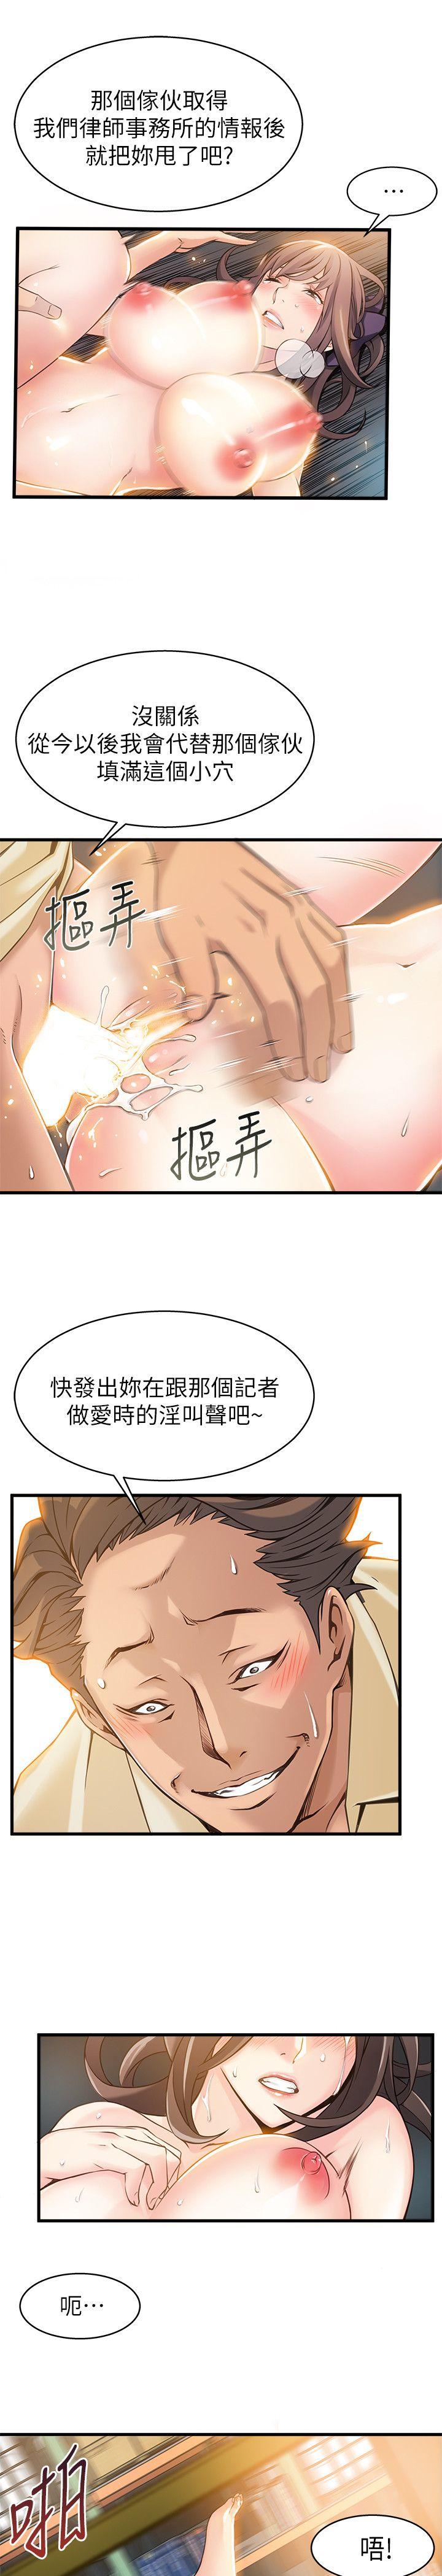 那個傢伙取得
我們律師事務所的情報後
就把妳甩了吧?
⋯
沒關係
從今以後我會代替那個傢伙
填滿這個小穴
摳弄
摳弄
快發出妳在跟那個記者
做愛時的淫叫聲吧~
呃⋯
啪
唔!